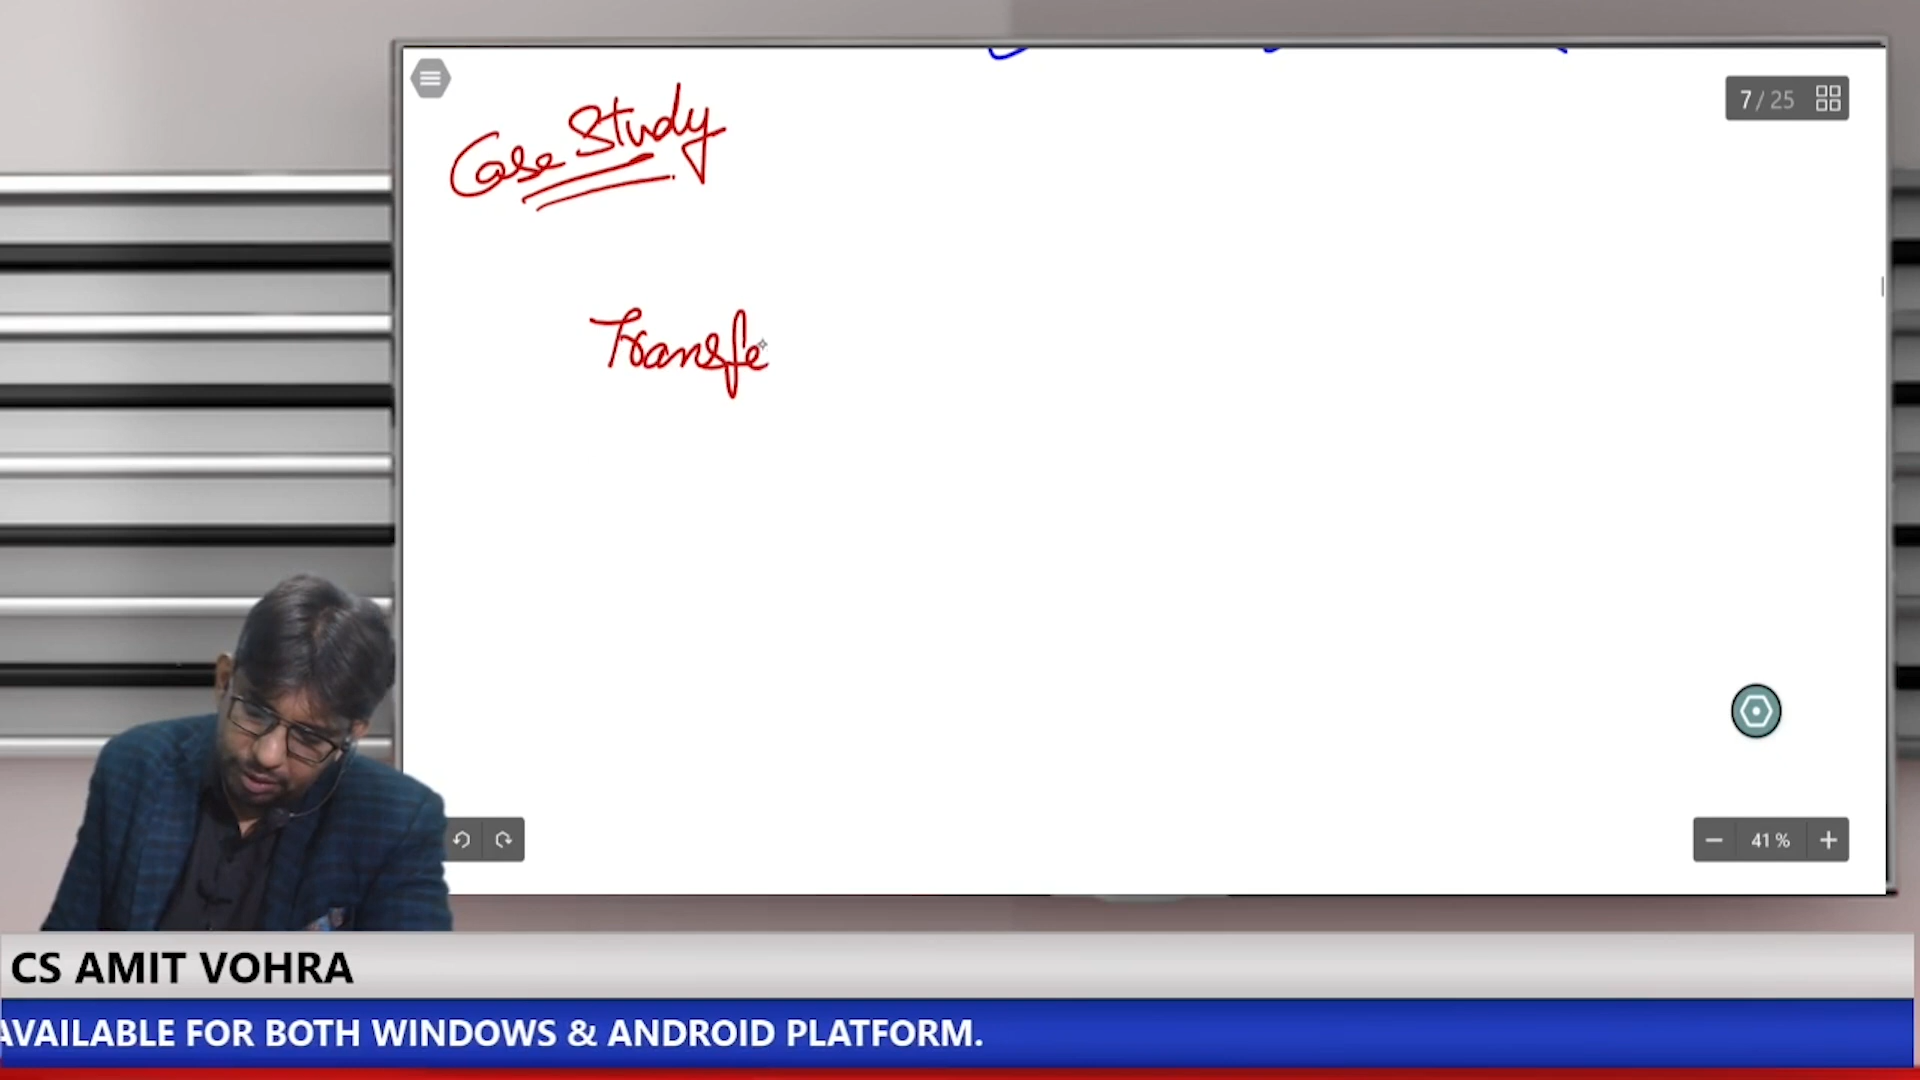 7 / 25
Case Study
Transfe
41 %
CS AMIT VOHRA
AVAILABLE FOR BOTH WINDOWS & ANDROID PLATFORM.